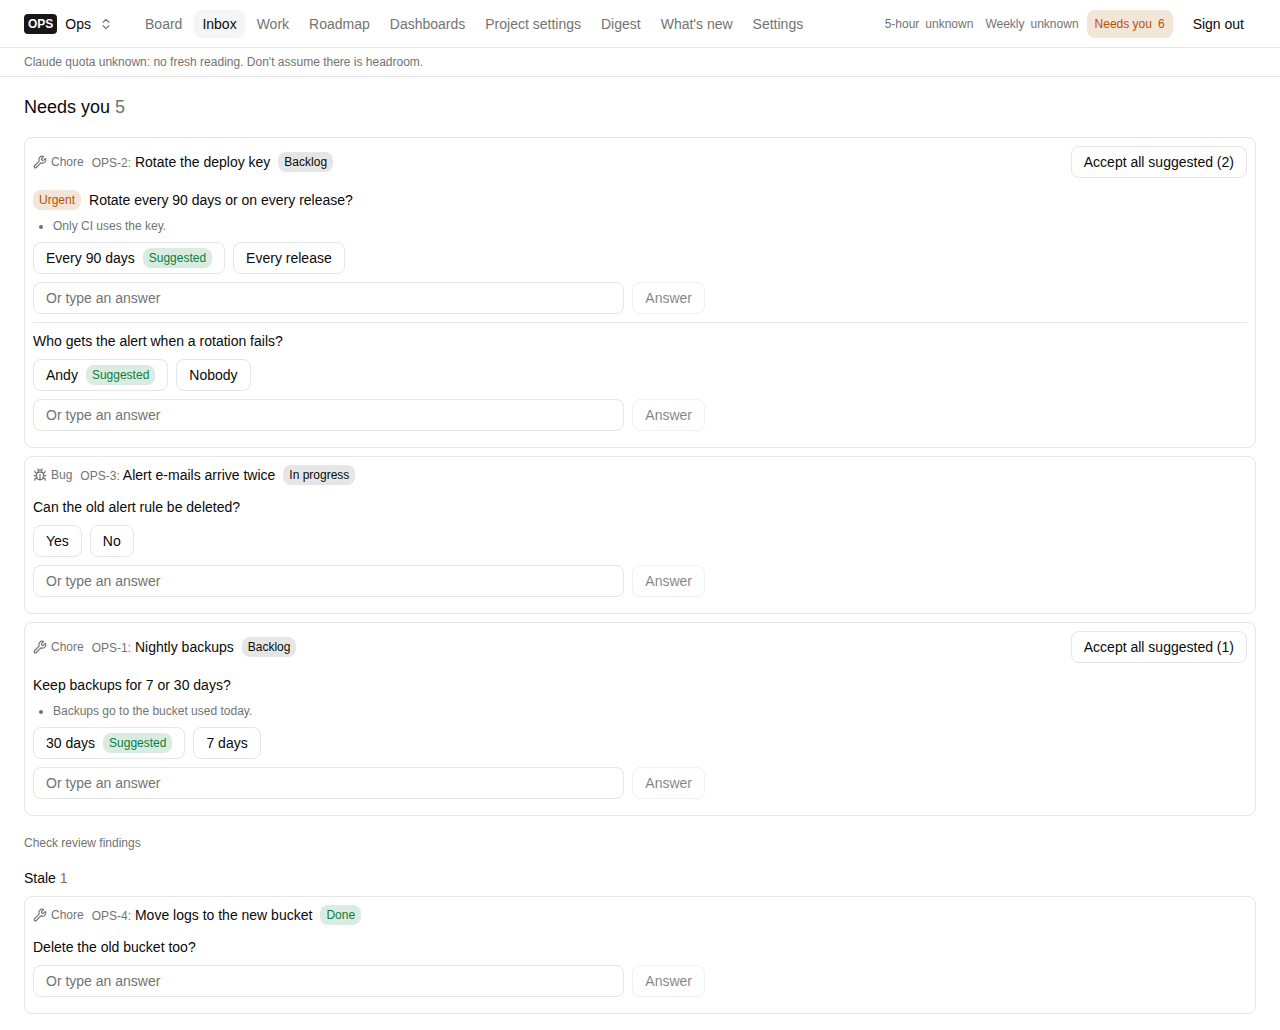 OPS Ops Board Inbox Work Roadmap Dashboards Project settings Digest What's new Settings 5-hour unknown Weekly unknown Needs you 6 Sign out
Claude quota unknown: no fresh reading. Don't assume there is headroom.
Needs you 5
Chore OPS-2: Rotate the deploy key Backlog Accept all suggested (2)
Urgent Rotate every 90 days or on every release?
Only CI uses the key.
Every 90 days Suggested Every release
Or type an answer Answer
Who gets the alert when a rotation fails?
Andy Suggested Nobody
Or type an answer Answer
Bug OPS-3: Alert e-mails arrive twice In progress
Can the old alert rule be deleted?
Yes No
Or type an answer Answer
Chore OPS-1: Nightly backups Backlog Accept all suggested (1)
Keep backups for 7 or 30 days?
Backups go to the bucket used today.
30 days Suggested 7 days
Or type an answer Answer
Check review findings
Stale 1
Chore OPS-4: Move logs to the new bucket Done
Delete the old bucket too?
Or type an answer Answer